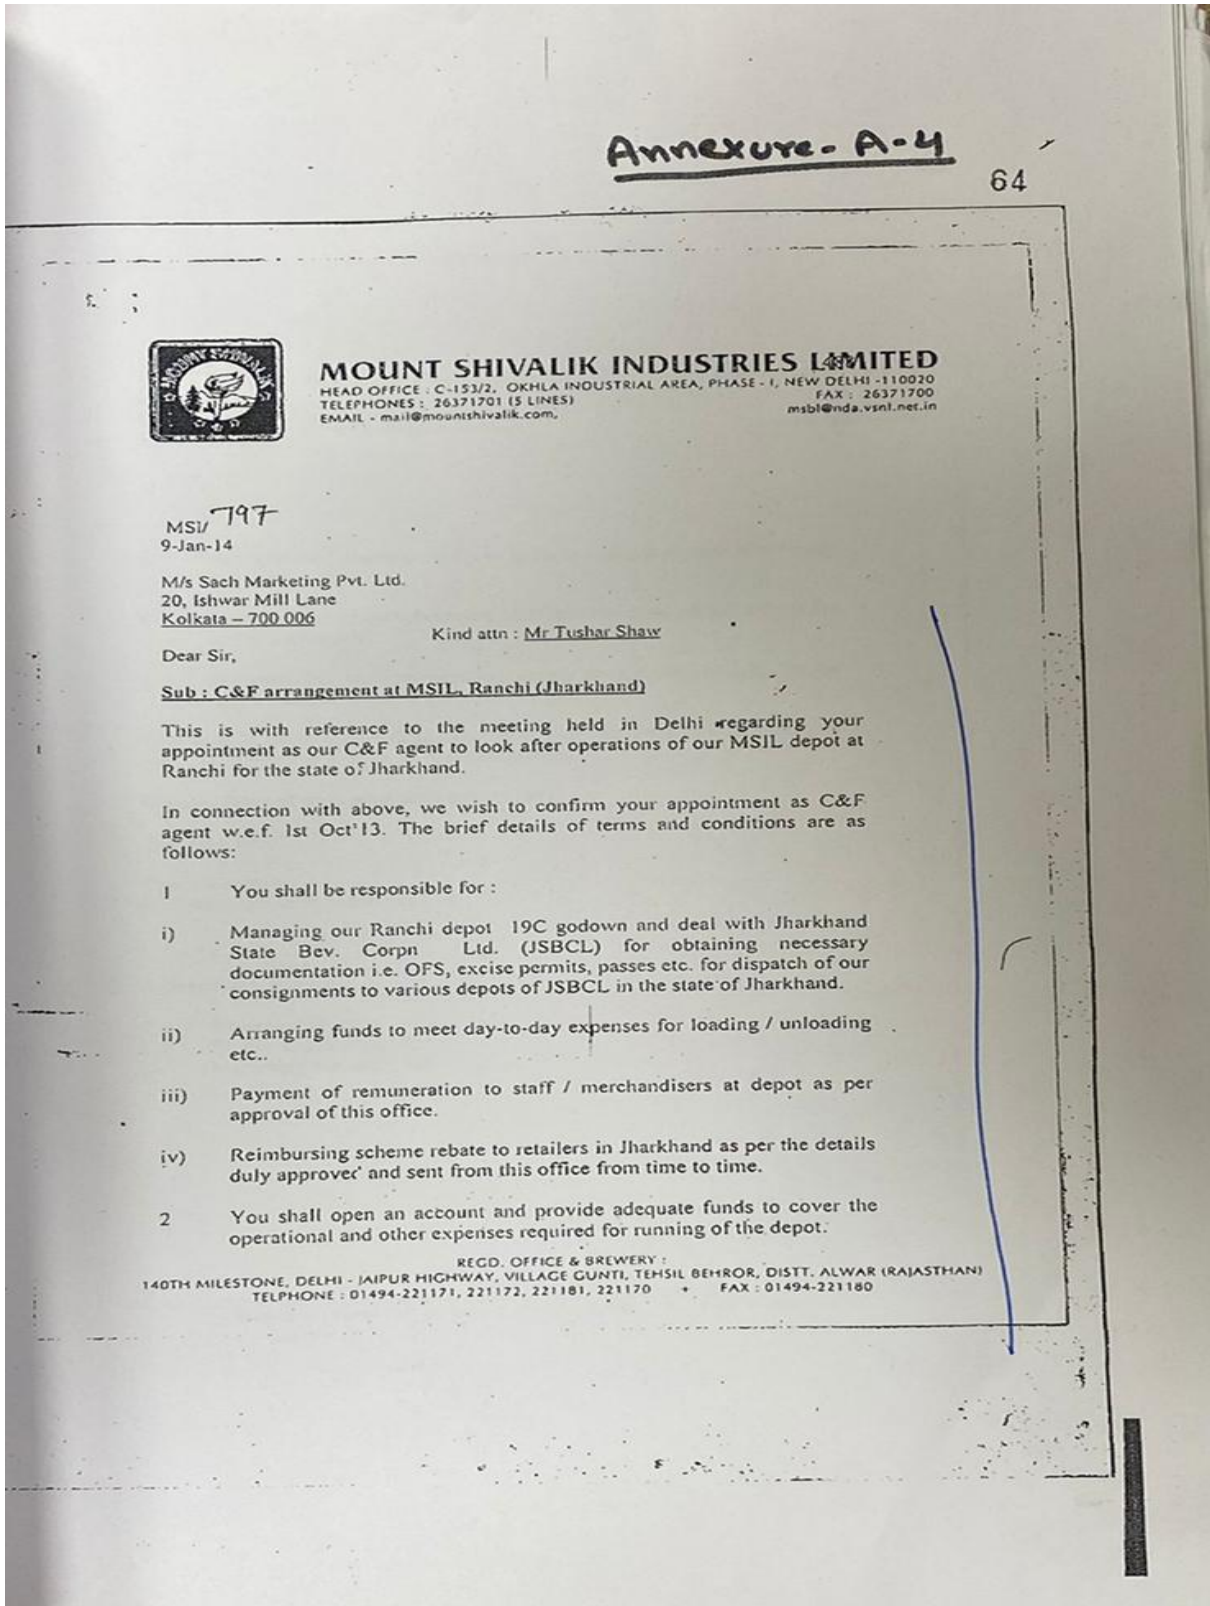 Annexure- A-4
64
MOUNT SHIVALIK
MOUNT SHIVALIK INDUSTRIES LIMITED
HEAD OFFICE : C-153/2, OKHLA INDUSTRIAL AREA, PHASE - I, NEW DELHI -110020
TELEPHONES : 26371701 (5 LINES) FAX : 26371700
EMAIL - mail@mountshivalik.com, msbl@nda.vsnl.net.in
MSI/ 797
9-Jan-14
M/s Sach Marketing Pvt. Ltd.
20, Ishwar Mill Lane
Kolkata – 700 006
Kind attn : Mr Tushar Shaw
Dear Sir,
Sub : C&F arrangement at MSIL, Ranchi (Jharkhand)
This is with reference to the meeting held in Delhi regarding your
appointment as our C&F agent to look after operations of our MSIL depot at
Ranchi for the state of Jharkhand.
In connection with above, we wish to confirm your appointment as C&F
agent w.e.f. 1st Oct'13. The brief details of terms and conditions are as
follows:
1 You shall be responsible for :
i) Managing our Ranchi depot 19C godown and deal with Jharkhand
State Bev. Corpn Ltd. (JSBCL) for obtaining necessary
documentation i.e. OFS, excise permits, passes etc. for dispatch of our
consignments to various depots of JSBCL in the state of Jharkhand.
ii) Arranging funds to meet day-to-day expenses for loading / unloading
etc..
iii) Payment of remuneration to staff / merchandisers at depot as per
approval of this office.
iv) Reimbursing scheme rebate to retailers in Jharkhand as per the details
duly approved and sent from this office from time to time.
2 You shall open an account and provide adequate funds to cover the
operational and other expenses required for running of the depot.
REGD. OFFICE & BREWERY :
140TH MILESTONE, DELHI - JAIPUR HIGHWAY, VILLAGE GUNTI, TEHSIL BEHROR, DISTT. ALWAR (RAJASTHAN)
TELPHONE : 01494-221171, 221172, 221181, 221170 + FAX : 01494-221180